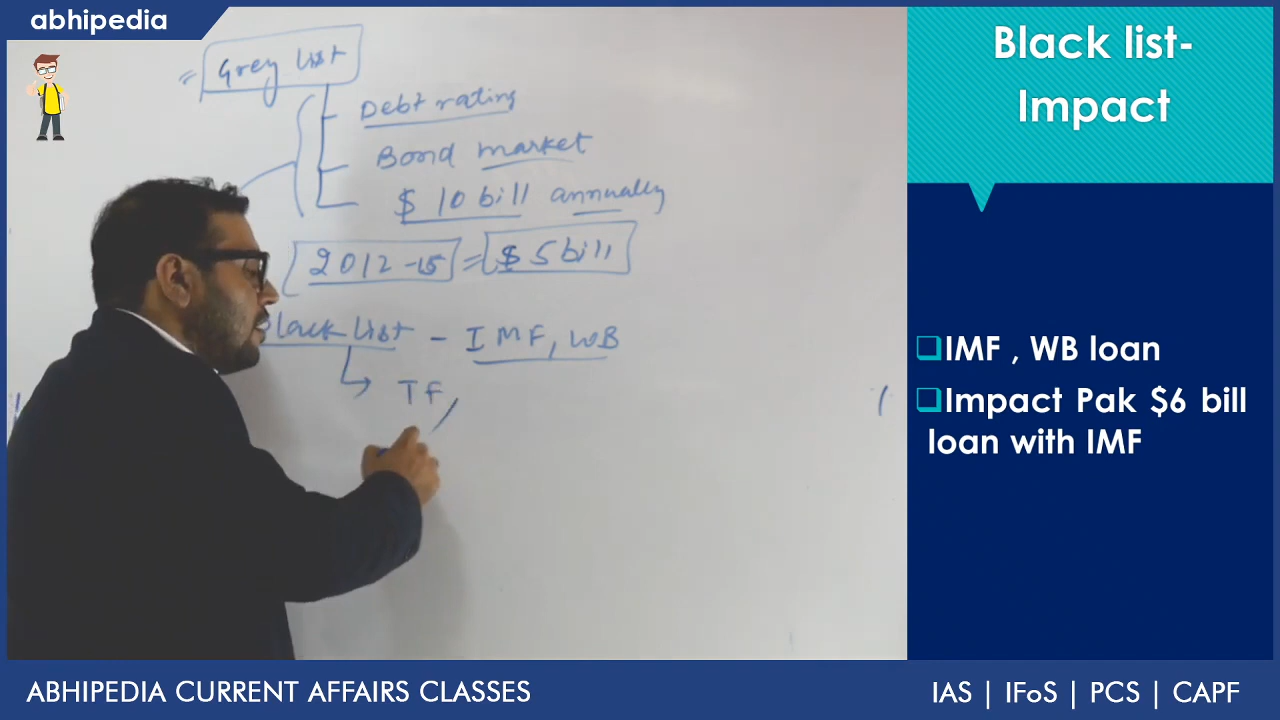 abhipedia
Grey list
Debt rating
Bond market
$ 10 bill annually
2012-15 = $ 5 bill
lack list - IMF, WB
TF,
Black list-
Impact
IMF , WB loan
Impact Pak $6 bill
loan with IMF
ABHIPEDIA CURRENT AFFAIRS CLASSES
IAS | IFoS | PCS | CAPF